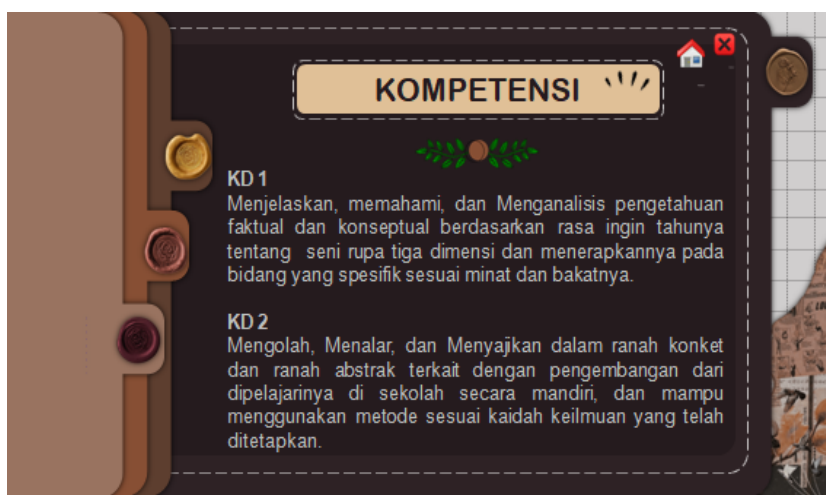 KOMPETENSI
KD 1
Menjelaskan, memahami, dan Menganalisis pengetahuan
faktual dan konseptual berdasarkan rasa ingin tahunya
tentang seni rupa tiga dimensi dan menerapkannya pada
bidang yang spesifik sesuai minat dan bakatnya.
KD 2
Mengolah, Menalar, dan Menyajikan dalam ranah konket
dan ranah abstrak terkait dengan pengembangan dari
dipelajarinya di sekolah secara mandiri, dan mampu
menggunakan metode sesuai kaidah keilmuan yang telah
ditetapkan.